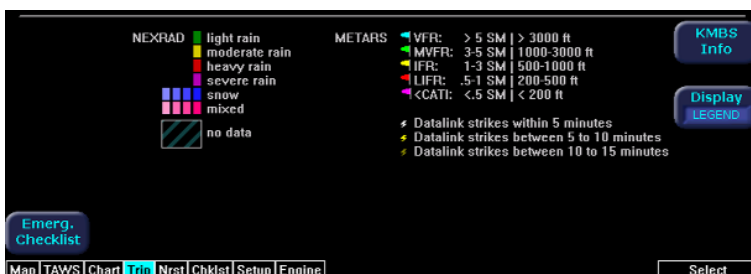 NEXRAD
light rain
moderate rain
heavy rain
severe rain
snow
mixed
no data
METARS
VFR: > 5 SM | > 3000 ft
MVFR: 3-5 SM | 1000-3000 ft
IFR: 1-3 SM | 500-1000 ft
LIFR: .5-1 SM | 200-500 ft
<CATI: <.5 SM | < 200 ft
Datalink strikes within 5 minutes
Datalink strikes between 5 to 10 minutes
Datalink strikes between 10 to 15 minutes
KMBS
Info
Display
LEGEND
Emerg.
Checklist
Map TAWS Chart Trip Nrst Chklst Setup Engine
Select